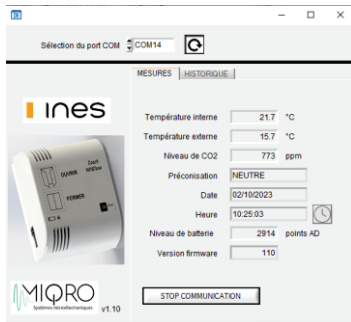 Sélection du port COM COM14
MESURES HISTORIQUE
ines
Température interne 21.7 °C
Température externe 15.7 °C
Niveau de CO2 773 ppm
Préconisation NEUTRE
Date 02/10/2023
Heure 10:25:03
Niveau de batterie 2914 points AD
Version firmware 110
OUVRIR
FERMER
MIQRO
Systèmes microélectroniques
v1.10
STOP COMMUNICATION